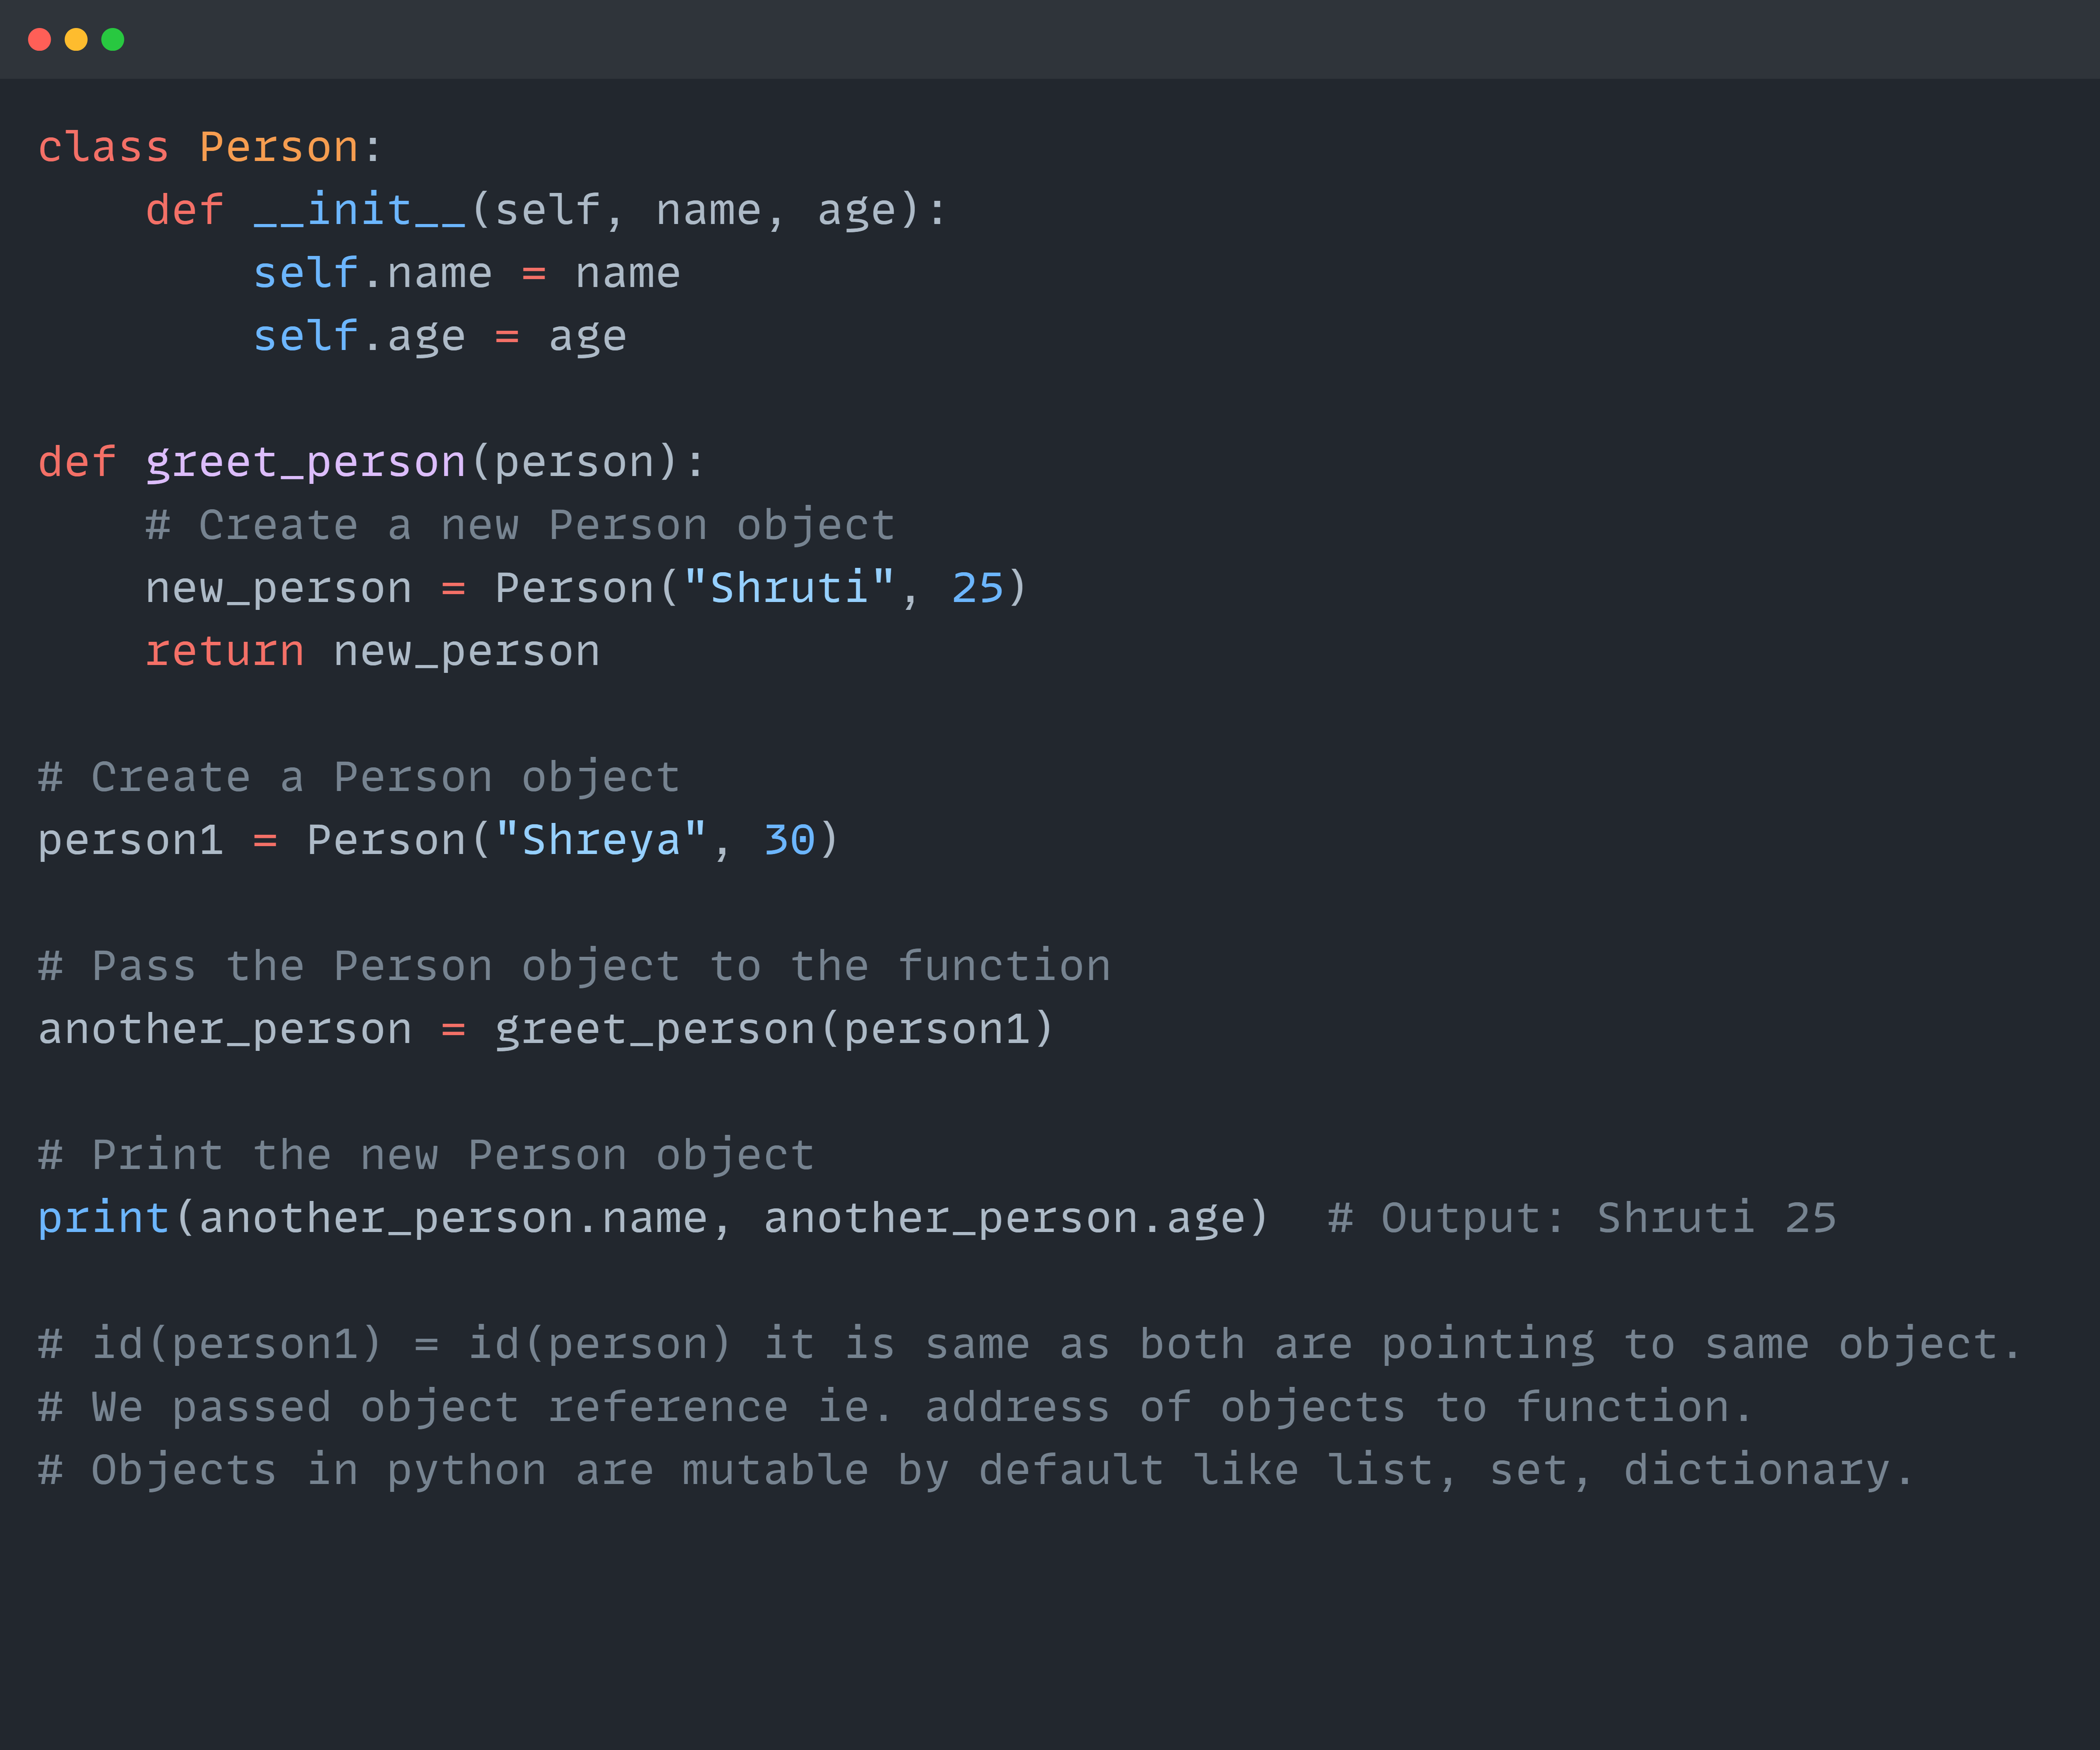 class Person:
    def __init__(self, name, age):
        self.name = name
        self.age = age
def greet_person(person):
    # Create a new Person object
    new_person = Person("Shruti", 25)
    return new_person
# Create a Person object
person1 = Person("Shreya", 30)
# Pass the Person object to the function
another_person = greet_person(person1)
# Print the new Person object
print(another_person.name, another_person.age)  # Output: Shruti 25
# id(person1) = id(person) it is same as both are pointing to same object.
# We passed object reference ie. address of objects to function.
# Objects in python are mutable by default like list, set, dictionary.